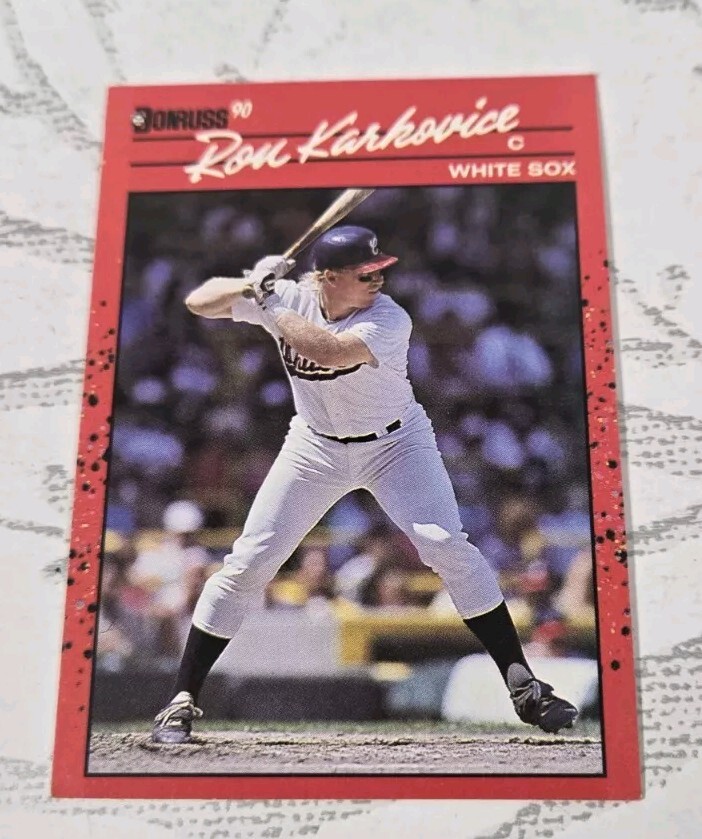 DONRUSS 90
Ron Karkovice
C
WHITE SOX
C